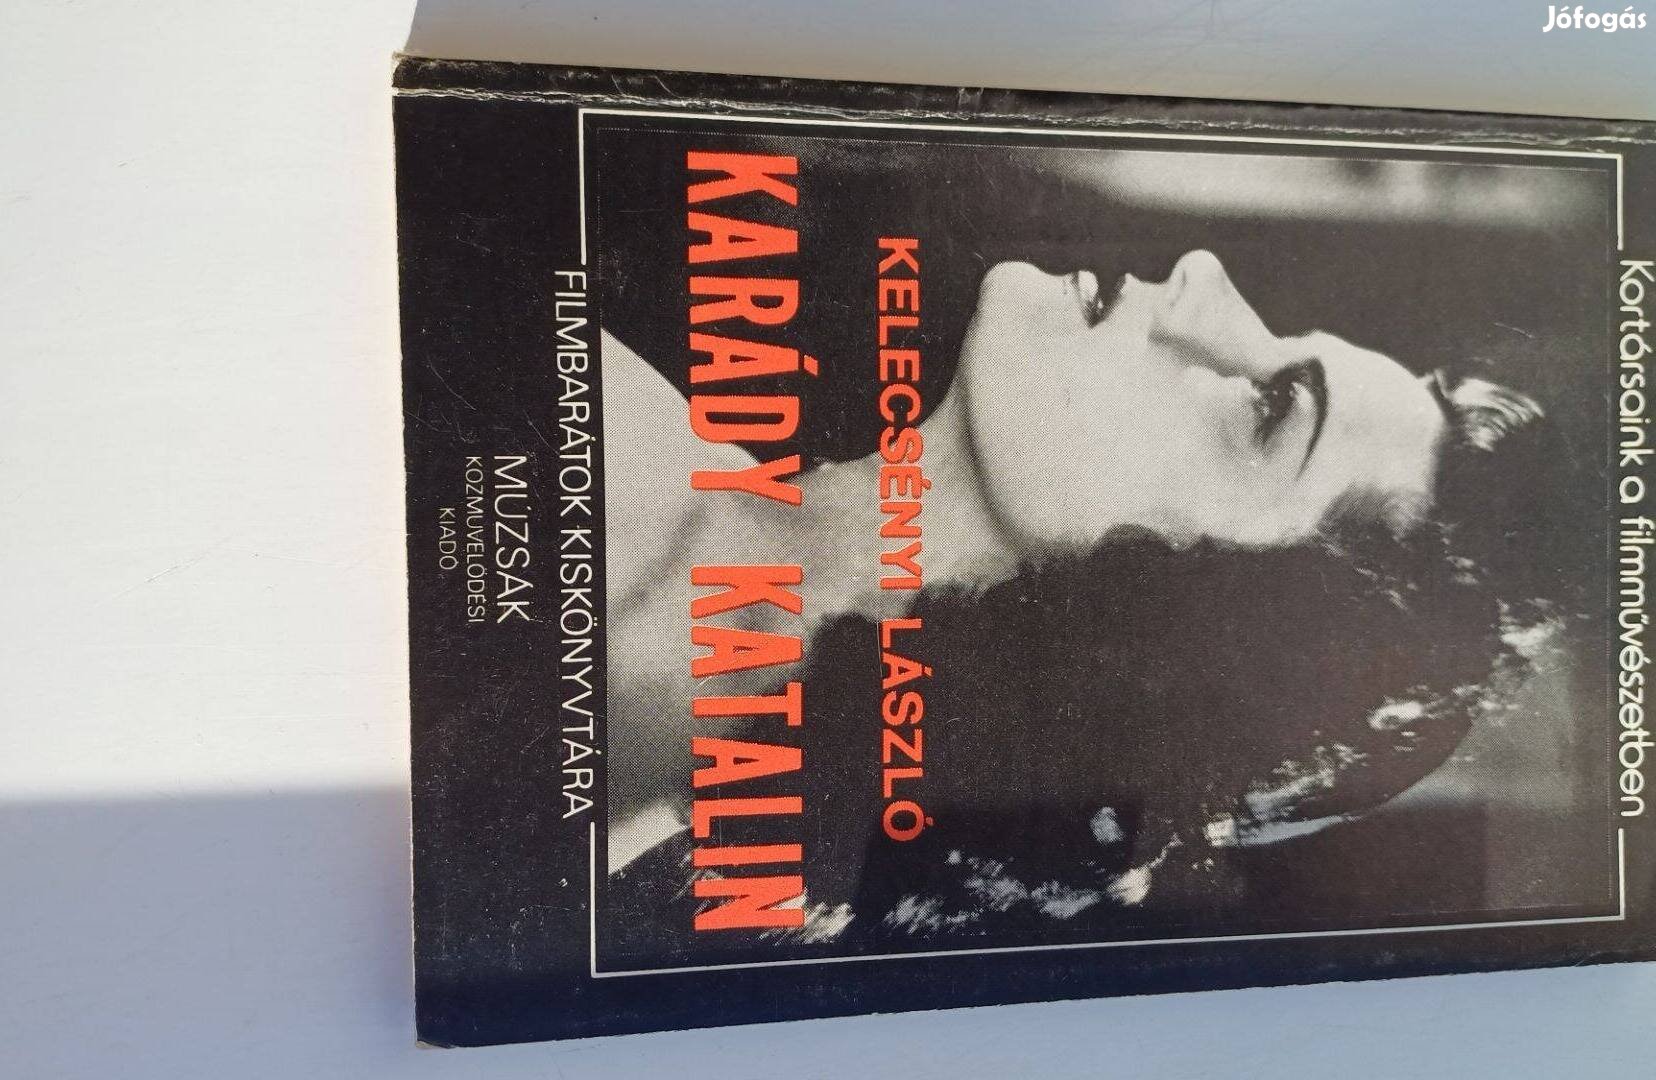 Jófogás
Kortársaink a filmművészetben
KELECSÉNYI LÁSZLÓ
KARÁDY KATALIN
FILMBARÁTOK KISKÖNYVTÁRA
MÚZSÁK
KÖZMŰVELŐDÉSI
KIADÓ